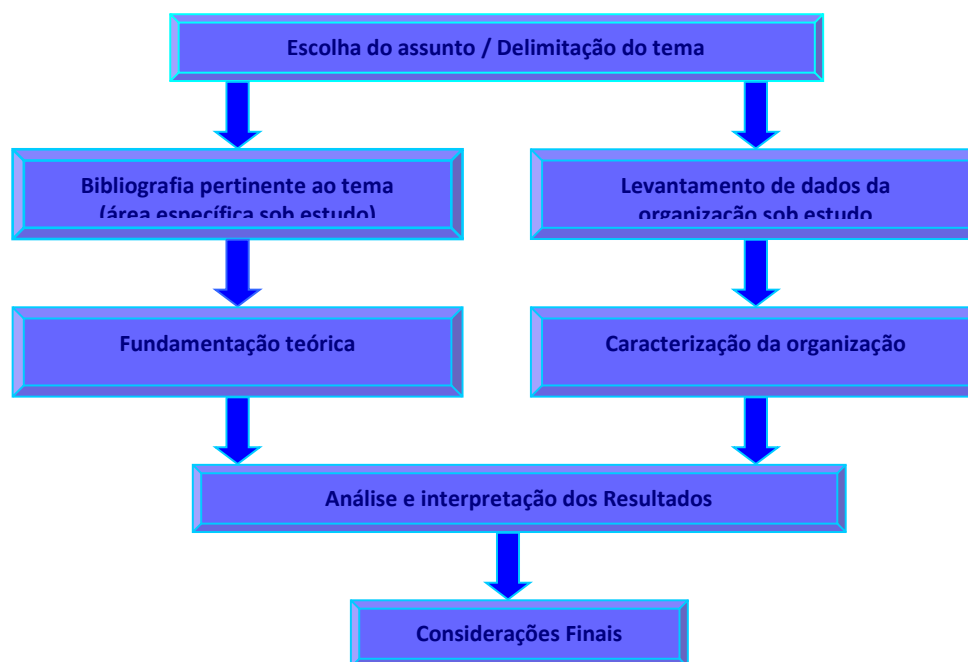 Escolha do assunto / Delimitação do tema
Bibliografia pertinente ao tema
(área específica sob estudo)
Levantamento de dados da
organização sob estudo
Fundamentação teórica
Caracterização da organização
Análise e interpretação dos Resultados
Considerações Finais